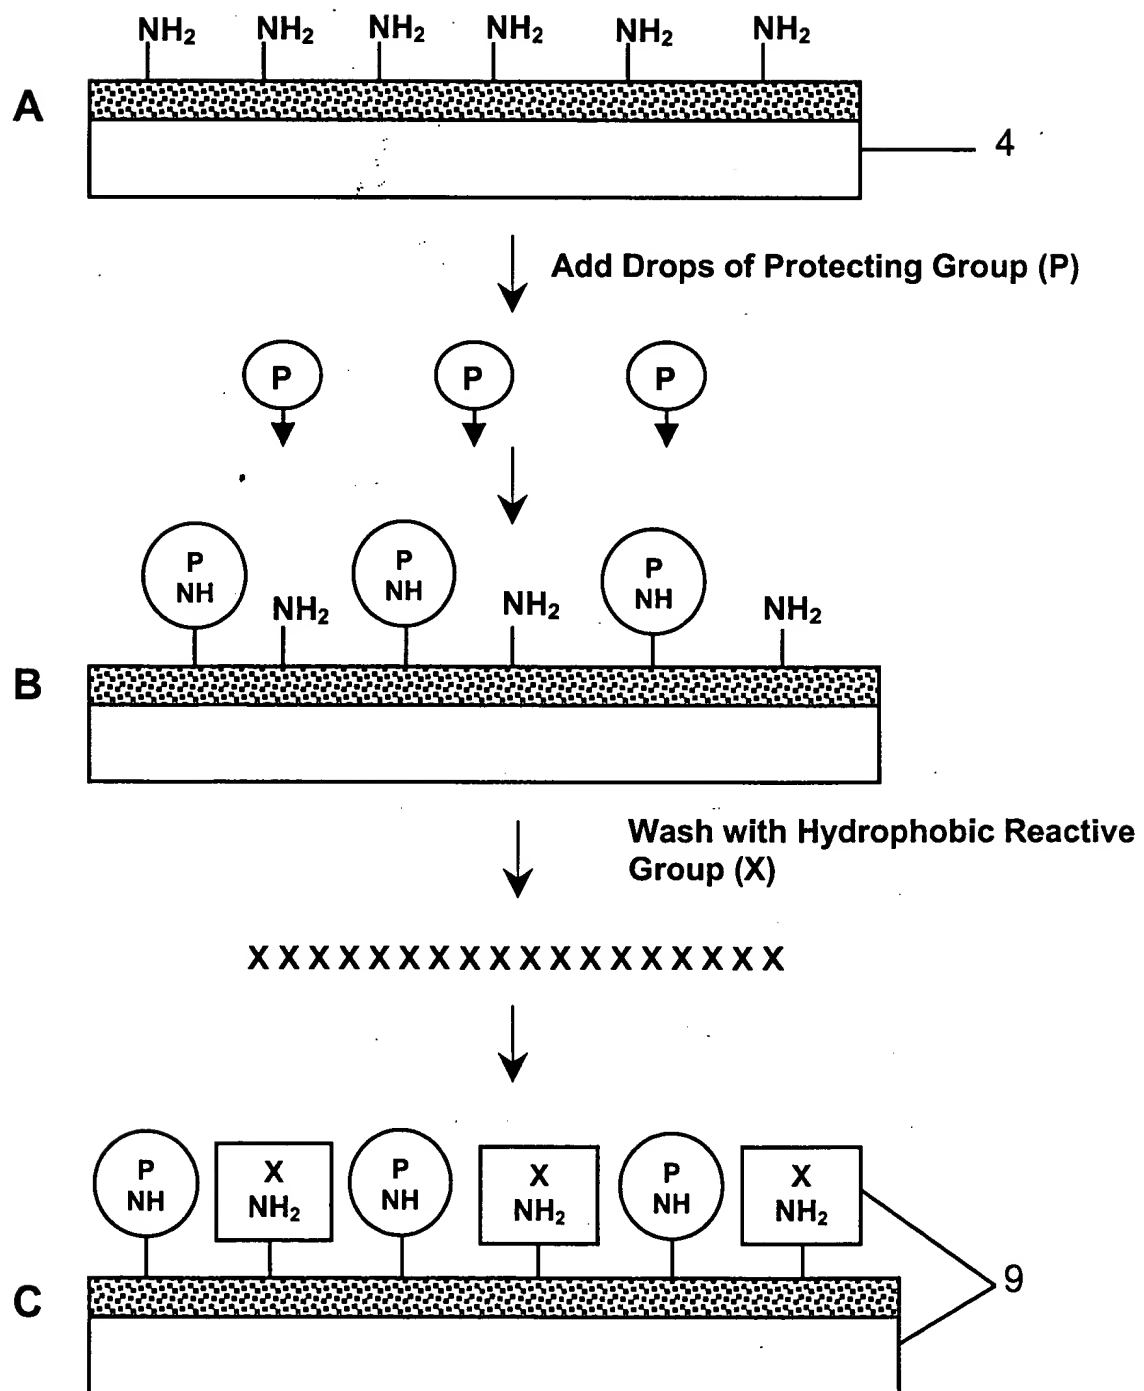 NH₂ NH₂ NH₂ NH₂ NH₂ NH₂
A
4
Add Drops of Protecting Group (P)
P P P
P P P
NH NH NH
NH₂ NH₂ NH₂
B
Wash with Hydrophobic Reactive
Group (X)
X X X X X X X X X X X X X X X X X X
P X P X P X
NH NH₂ NH NH₂ NH NH₂
9
C